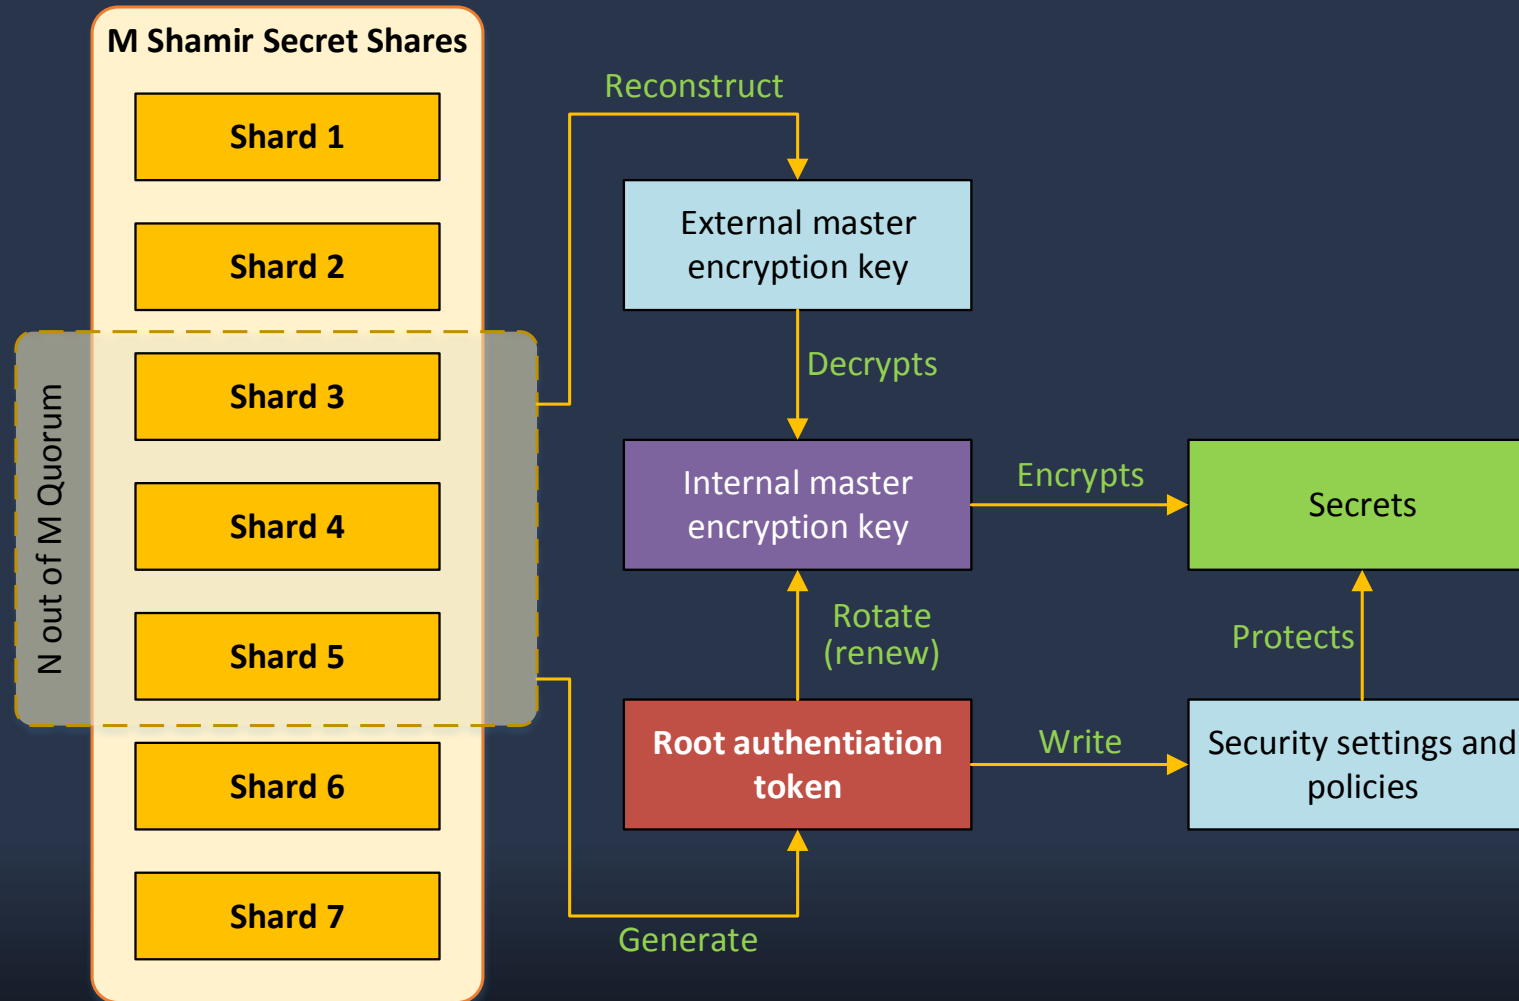 M Shamir Secret Shares
Shard 1
Shard 2
Shard 3
Shard 4
Shard 5
Shard 6
Shard 7
N out of M Quorum
Reconstruct
External master
encryption key
Decrypts
Internal master
encryption key
Encrypts
Secrets
Rotate
(renew)
Protects
Root authentiation
token
Write
Security settings and
policies
Generate